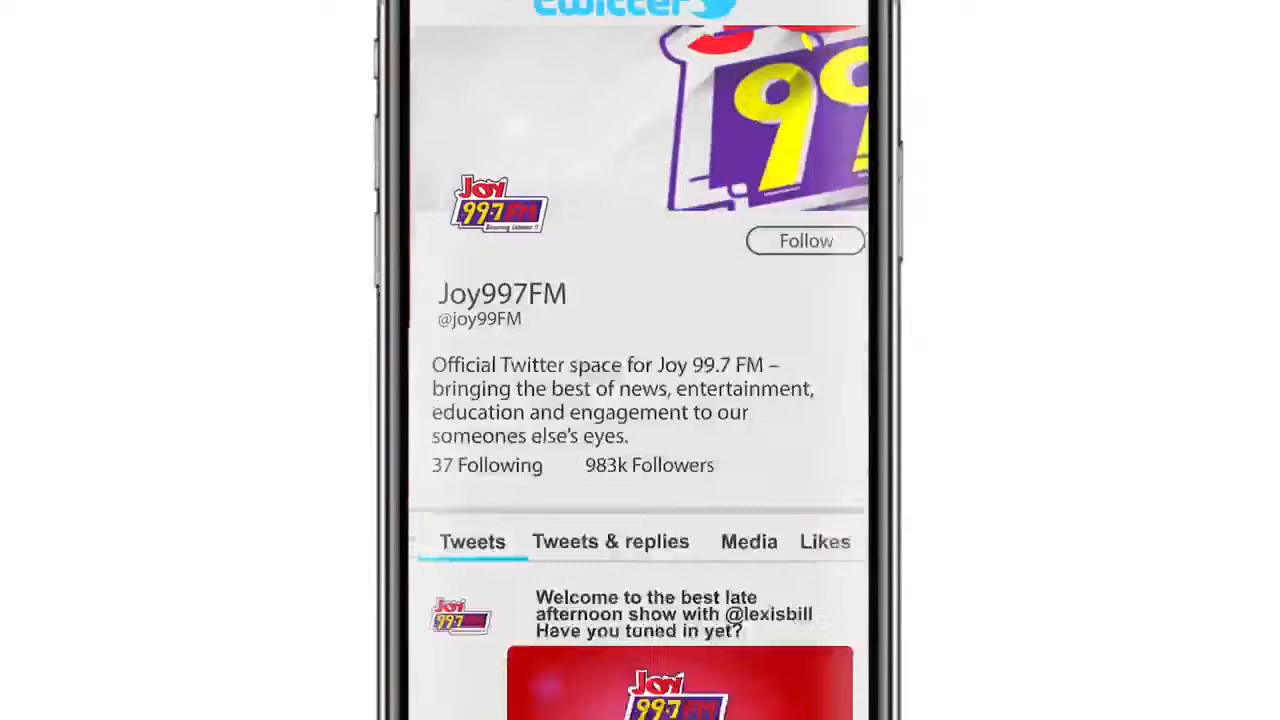 twitter
99
Joy
99.7 FM
Follow
Joy997FM
@joy99FM
Official Twitter space for Joy 99.7 FM –
bringing the best of news, entertainment,
education and engagement to our
someones else's eyes.
37 Following 983k Followers
Tweets Tweets & replies Media Likes
Welcome to the best late
afternoon show with @lexisbill
Have you tuned in yet?
Joy
99.7 FM
Joy
99.7 FM